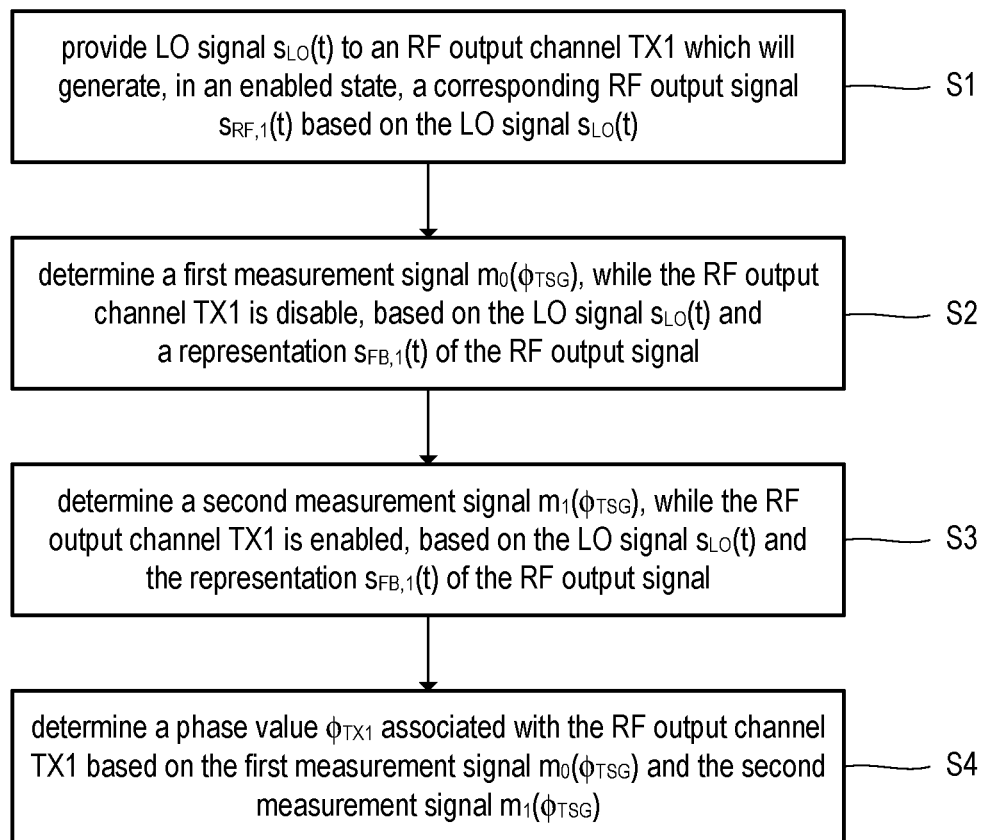 provide LO signal sLO(t) to an RF output channel TX1 which will
generate, in an enabled state, a corresponding RF output signal
sRF,1(t) based on the LO signal sLO(t)
S1
determine a first measurement signal m0(ϕTSG), while the RF output
channel TX1 is disable, based on the LO signal sLO(t) and
a representation sFB,1(t) of the RF output signal
S2
determine a second measurement signal m1(ϕTSG), while the RF
output channel TX1 is enabled, based on the LO signal sLO(t) and
the representation sFB,1(t) of the RF output signal
S3
determine a phase value ϕTX1 associated with the RF output channel
TX1 based on the first measurement signal m0(ϕTSG) and the second
measurement signal m1(ϕTSG)
S4